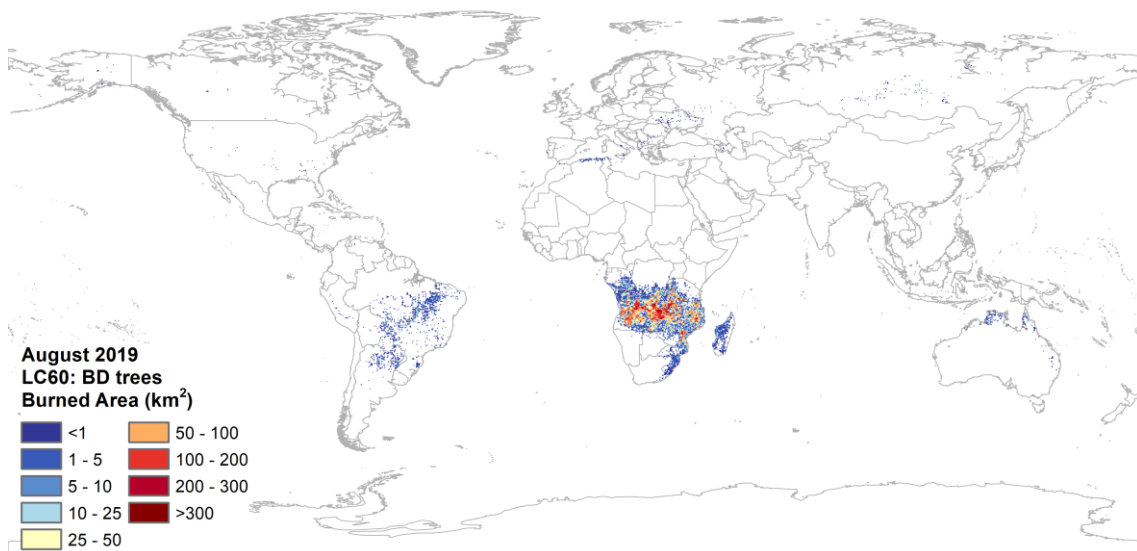 August 2019
LC60: BD trees
Burned Area (km²)
<1
1 - 5
5 - 10
10 - 25
25 - 50
50 - 100
100 - 200
200 - 300
>300